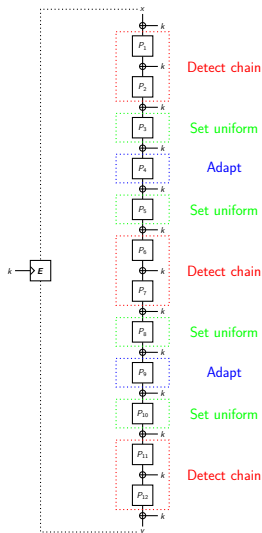 x
k
P1
Detect chain
k
P2
k
P3
Set uniform
k
P4
Adapt
k
P5
Set uniform
k
P6
k
E
k
Detect chain
P7
k
P8
Set uniform
k
P9
Adapt
k
P10
Set uniform
k
P11
k
Detect chain
P12
k
y